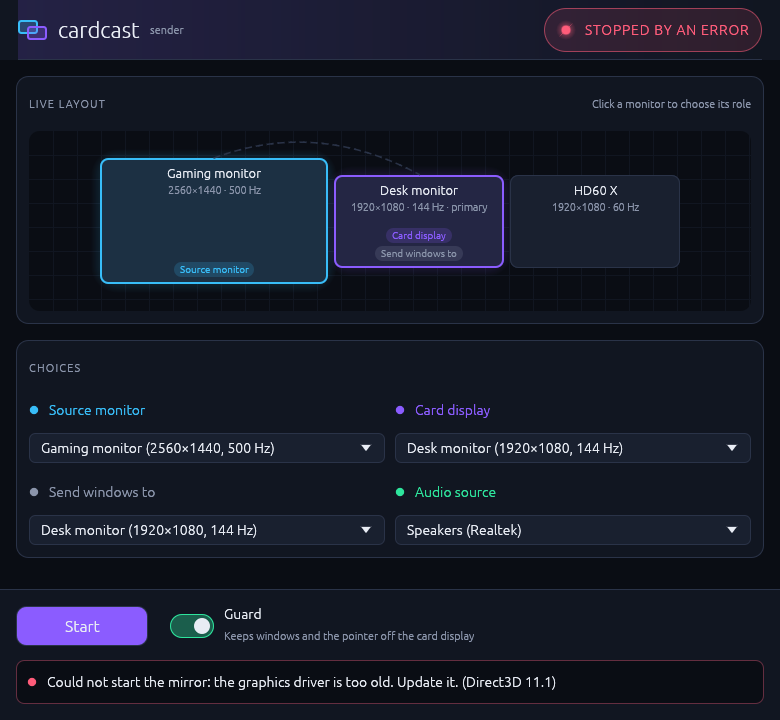 cardcast sender
STOPPED BY AN ERROR
LIVE LAYOUT
Click a monitor to choose its role
Gaming monitor
2560×1440 · 500 Hz
Source monitor
Desk monitor
1920×1080 · 144 Hz · primary
Card display
Send windows to
HD60 X
1920×1080 · 60 Hz
CHOICES
Source monitor
Gaming monitor (2560×1440, 500 Hz)
Card display
Desk monitor (1920×1080, 144 Hz)
Send windows to
Desk monitor (1920×1080, 144 Hz)
Audio source
Speakers (Realtek)
Start
Guard
Keeps windows and the pointer off the card display
Could not start the mirror: the graphics driver is too old. Update it. (Direct3D 11.1)